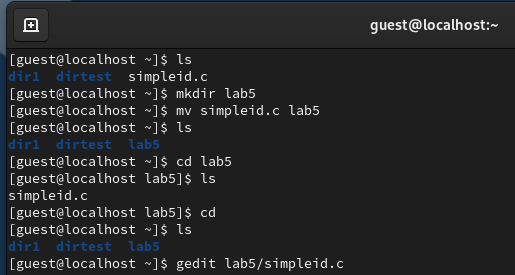 guest@localhost:~
[guest@localhost ~]$ ls
dir1  dirtest  simpleid.c
[guest@localhost ~]$ mkdir lab5
[guest@localhost ~]$ mv simpleid.c lab5
[guest@localhost ~]$ ls
dir1  dirtest  lab5
[guest@localhost ~]$ cd lab5
[guest@localhost lab5]$ ls
simpleid.c
[guest@localhost lab5]$ cd
[guest@localhost ~]$ ls
dir1  dirtest  lab5
[guest@localhost ~]$ gedit lab5/simpleid.c